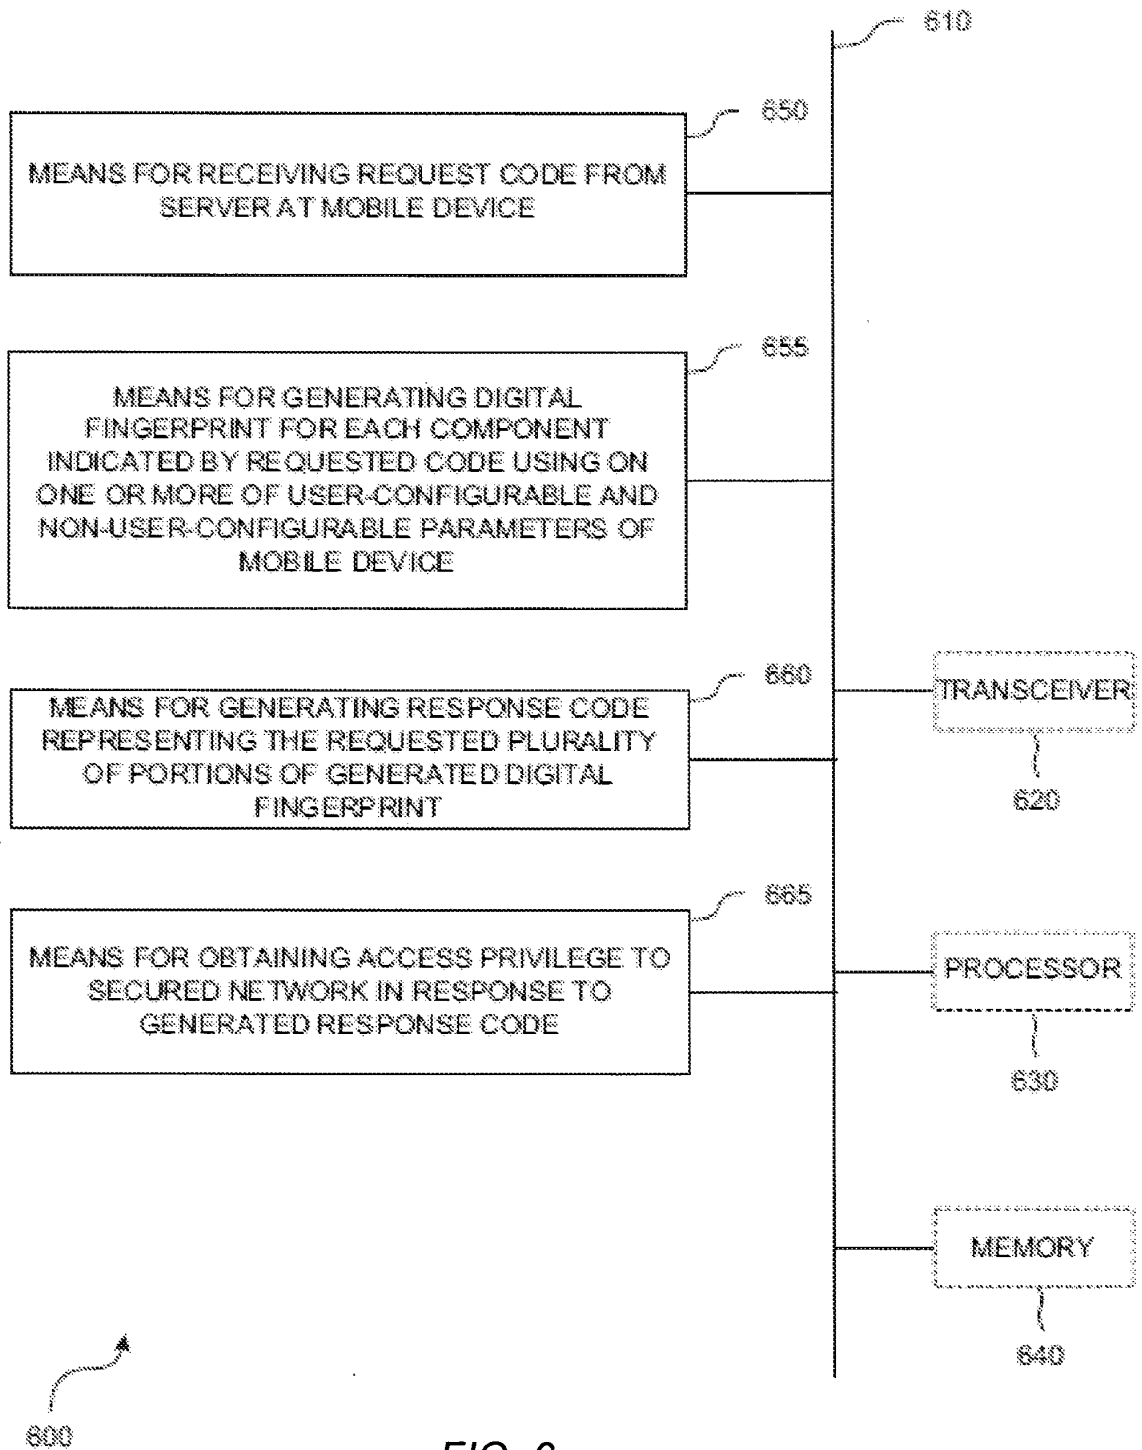 610
650
MEANS FOR RECEIVING REQUEST CODE FROM
SERVER AT MOBILE DEVICE
655
MEANS FOR GENERATING DIGITAL
FINGERPRINT FOR EACH COMPONENT
INDICATED BY REQUESTED CODE USING ON
ONE OR MORE OF USER-CONFIGURABLE AND
NON-USER-CONFIGURABLE PARAMETERS OF
MOBILE DEVICE
660
MEANS FOR GENERATING RESPONSE CODE
REPRESENTING THE REQUESTED PLURALITY
OF PORTIONS OF GENERATED DIGITAL
FINGERPRINT
TRANSCEIVER
620
665
MEANS FOR OBTAINING ACCESS PRIVILEGE TO
SECURED NETWORK IN RESPONSE TO
GENERATED RESPONSE CODE
PROCESSOR
630
MEMORY
640
600
FIG. 6